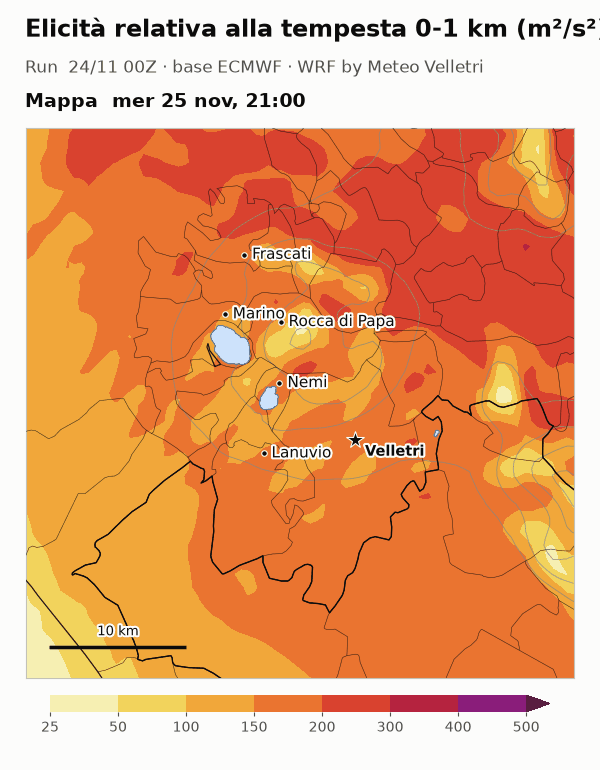 Elicità relativa alla tempesta 0-1 km (m²/s²)
Run  24/11 00Z · base ECMWF · WRF by Meteo Velletri
Mappa  mer 25 nov, 21:00
Frascati
Marino
Rocca di Papa
Nemi
Velletri
Lanuvio
10 km
25 50 100 150 200 300 400 500